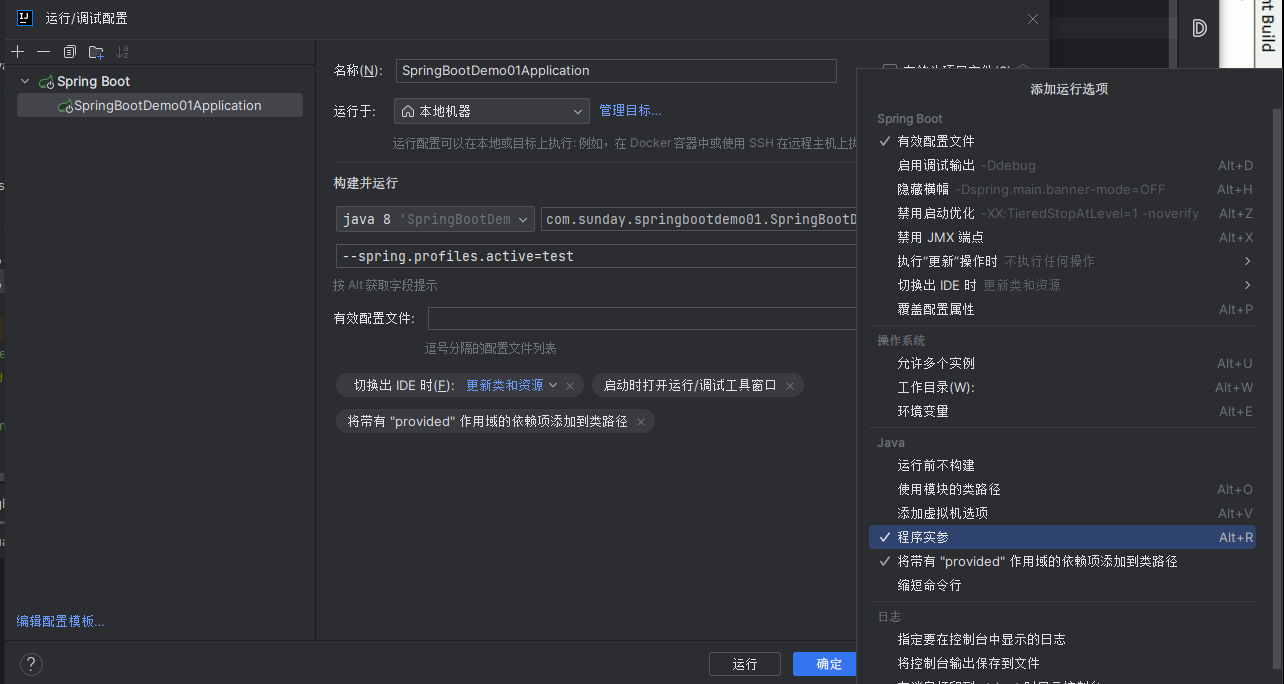 运行/调试配置
nt Build
Spring Boot
SpringBootDemo01Application
名称(N):
SpringBootDemo01Application
运行于:
本地机器
管理目标...
运行配置可以在本地或目标上执行: 例如，在 Docker 容器中或使用 SSH 在远程主机上执
构建并运行
java 8 'SpringBootDem
com.sunday.springbootdemo01.SpringBootD
--spring.profiles.active=test
按 Alt 获取字段提示
有效配置文件:
逗号分隔的配置文件列表
切换出 IDE 时(F): 更新类和资源
启动时打开运行/调试工具窗口
将带有 "provided" 作用域的依赖项添加到类路径
编辑配置模板...
?
运行
确定
添加运行选项
Spring Boot
有效配置文件
启用调试输出 -Ddebug Alt+D
隐藏横幅 -Dspring.main.banner-mode=OFF Alt+H
禁用启动优化 -XX:TieredStopAtLevel=1 -noverify Alt+Z
禁用 JMX 端点 Alt+X
执行“更新”操作时 不执行任何操作
切换出 IDE 时 更新类和资源
覆盖配置属性 Alt+P
操作系统
允许多个实例 Alt+U
工作目录(W): Alt+W
环境变量 Alt+E
Java
运行前不构建
使用模块的类路径 Alt+O
添加虚拟机选项 Alt+V
程序实参 Alt+R
将带有 "provided" 作用域的依赖项添加到类路径
缩短命令行
日志
指定要在控制台中显示的日志
将控制台输出保存到文件